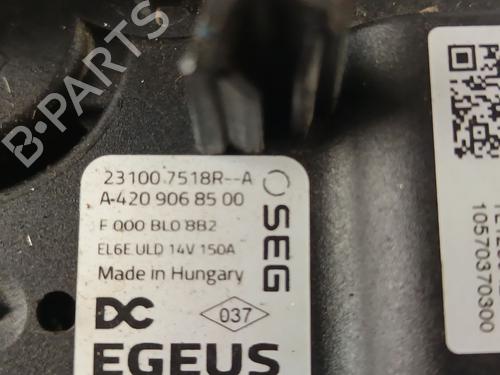 B-PARTS
23100 7518R--A
A-420 906 85 00
F 000 BL0 8B2
EL6E ULD 14V 150A
Made in Hungary
SEG
DC
037
EGEUS
10570370300